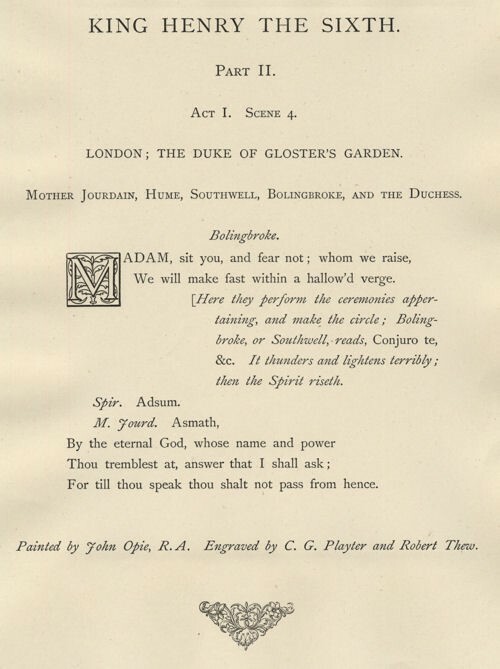 KING HENRY THE SIXTH.
PART II.
ACT I. SCENE 4.
LONDON; THE DUKE OF GLOSTER'S GARDEN.
MOTHER JOURDAIN, HUME, SOUTHWELL, BOLINGBROKE, AND THE DUCHESS.
Bolingbroke.
MADAM, sit you, and fear not; whom we raise,
We will make fast within a hallow'd verge.
[Here they perform the ceremonies apper-
taining, and make the circle; Boling-
broke, or Southwell, reads, Conjuro te,
&c. It thunders and lightens terribly;
then the Spirit riseth.
Spir. Adsum.
M. Jourd. Asmath,
By the eternal God, whose name and power
Thou tremblest at, answer that I shall ask;
For till thou speak thou shalt not pass from hence.
Painted by John Opie, R.A. Engraved by C. G. Playter and Robert Thew.